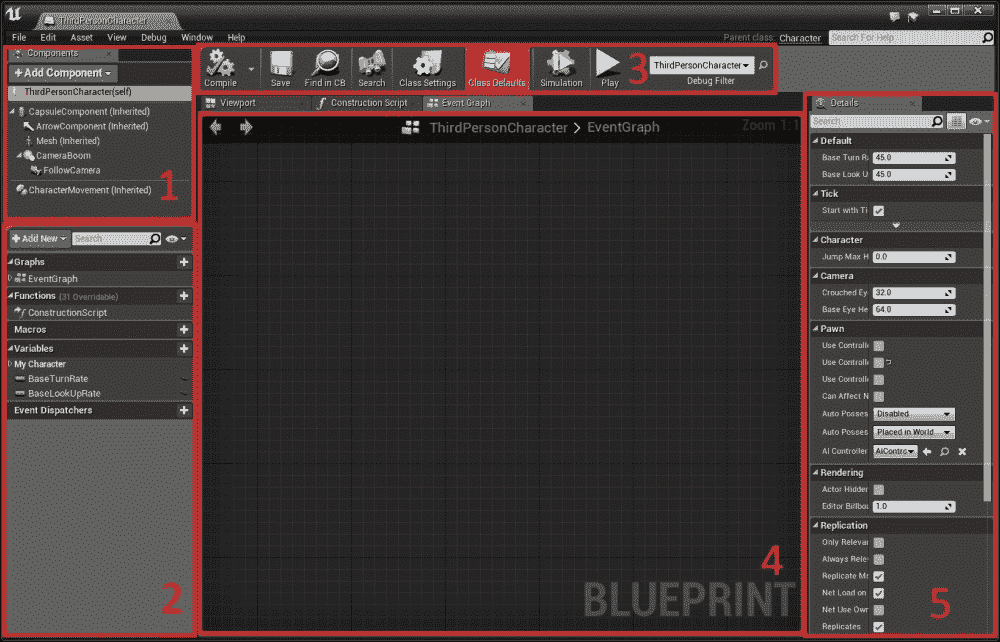 ThirdPersonCharacter
File Edit Asset View Debug Window Help
Parent class: Character Search For Help
Components
+Add Component
ThirdPersonCharacter(self)
CapsuleComponent (Inherited)
ArrowComponent (Inherited)
Mesh (Inherited)
CameraBoom
FollowCamera
CharacterMovement (Inherited)
1
+Add New Search
Graphs
EventGraph
Functions (31 Overridable)
ConstructionScript
Macros
Variables
My Character
BaseTurnRate
BaseLookUpRate
Event Dispatchers
2
Compile Save Find in CB Search Class Settings Class Defaults Simulation Play
3
ThirdPersonCharacter
Debug Filter
Viewport Construction Script Event Graph
ThirdPersonCharacter > EventGraph Zoom 1:1
4
BLUEPRINT
Details
Search
Default
Base Turn R 45.0
Base Look U 45.0
Tick
Start with Ti
Character
Jump Max H 0.0
Camera
Crouched Ey 32.0
Base Eye He 64.0
Pawn
Use Controll
Use Controll
Use Controll
Can Affect N
Auto Posses Disabled
Auto Posses Placed in World
AI Controller AIContrc
Rendering
Actor Hidder
Editor Billbo 1.0
Replication
Only Relevar
Always Rele
Replicate M
Net Load on
Net Use Own
Replicates
5